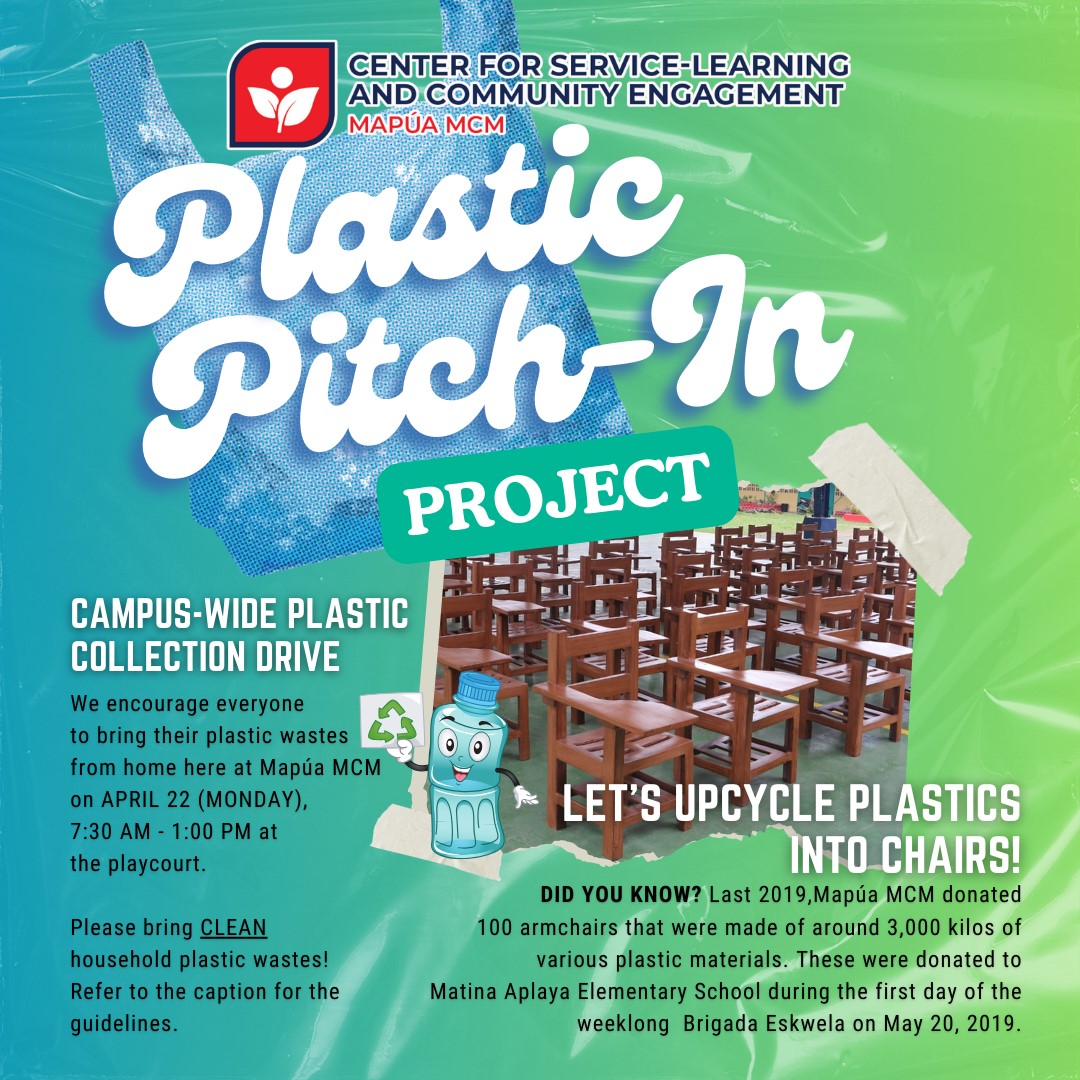 CENTER FOR SERVICE-LEARNING
AND COMMUNITY ENGAGEMENT
MAPÚA MCM
Plastic
Pitch-In
PROJECT
CAMPUS-WIDE PLASTIC
COLLECTION DRIVE
We encourage everyone
to bring their plastic wastes
from home here at Mapúa MCM
on APRIL 22 (MONDAY),
7:30 AM - 1:00 PM at
the playcourt.
Please bring CLEAN
household plastic wastes!
Refer to the caption for the
guidelines.
LET'S UPCYCLE PLASTICS
INTO CHAIRS!
DID YOU KNOW? Last 2019,Mapúa MCM donated
100 armchairs that were made of around 3,000 kilos of
various plastic materials. These were donated to
Matina Aplaya Elementary School during the first day of the
weeklong  Brigada Eskwela on May 20, 2019.